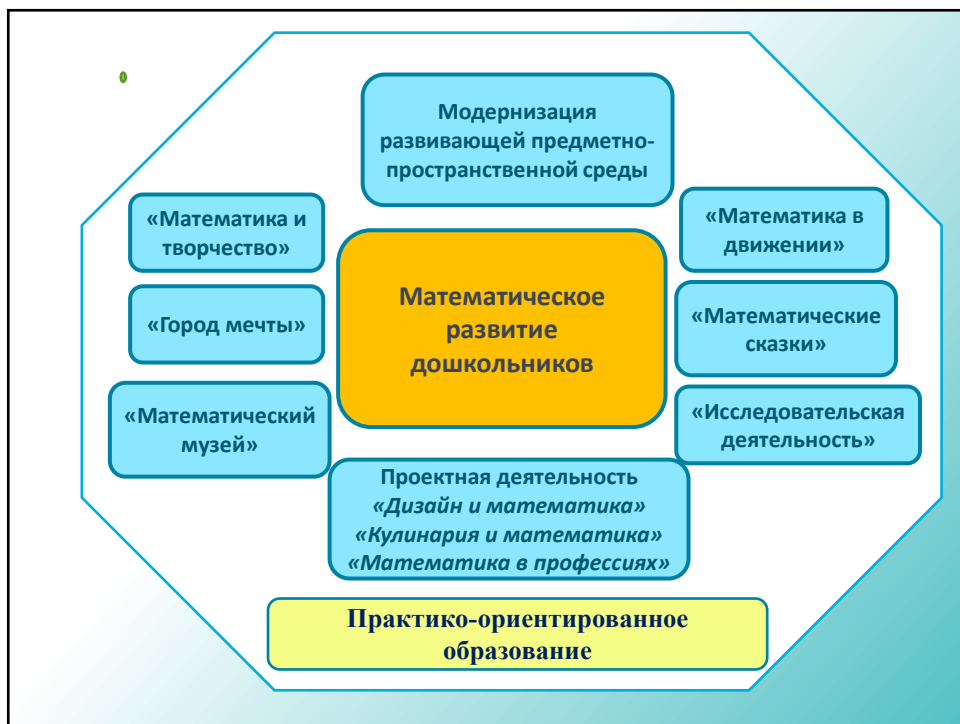 Модернизация
развивающей предметно-
пространственной среды
«Математика и
творчество»
«Математика в
движении»
Математическое
развитие
дошкольников
«Город мечты»
«Математические
сказки»
«Математический
музей»
«Исследовательская
деятельность»
Проектная деятельность
«Дизайн и математика»
«Кулинария и математика»
«Математика в профессиях»
Практико-ориентированное
образование